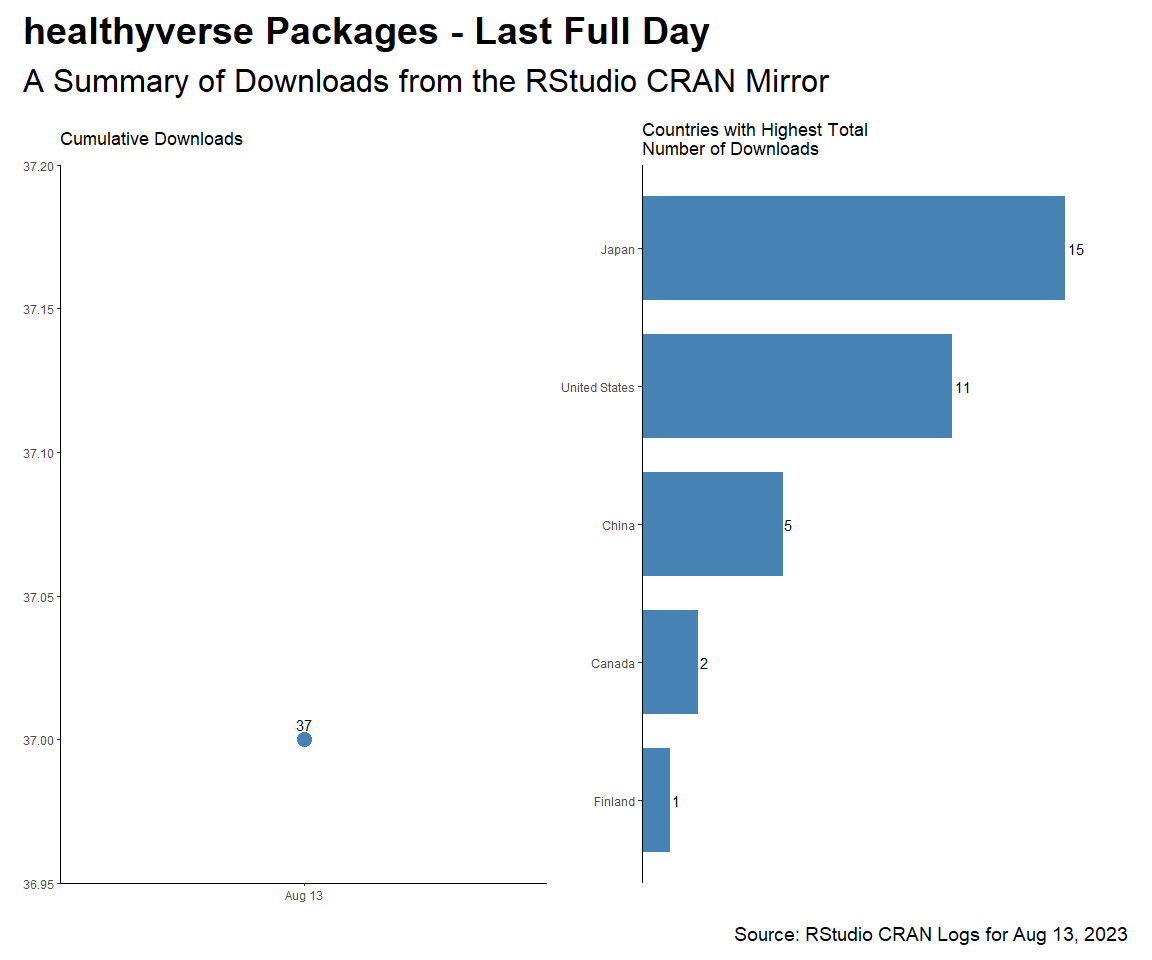 healthyverse Packages - Last Full Day
A Summary of Downloads from the RStudio CRAN Mirror
Cumulative Downloads
37.20
37.15
37.10
37.05
37.00
36.95
37
Aug 13
Countries with Highest Total
Number of Downloads
Japan
15
United States
11
China
5
Canada
2
Finland
1
Source: RStudio CRAN Logs for Aug 13, 2023